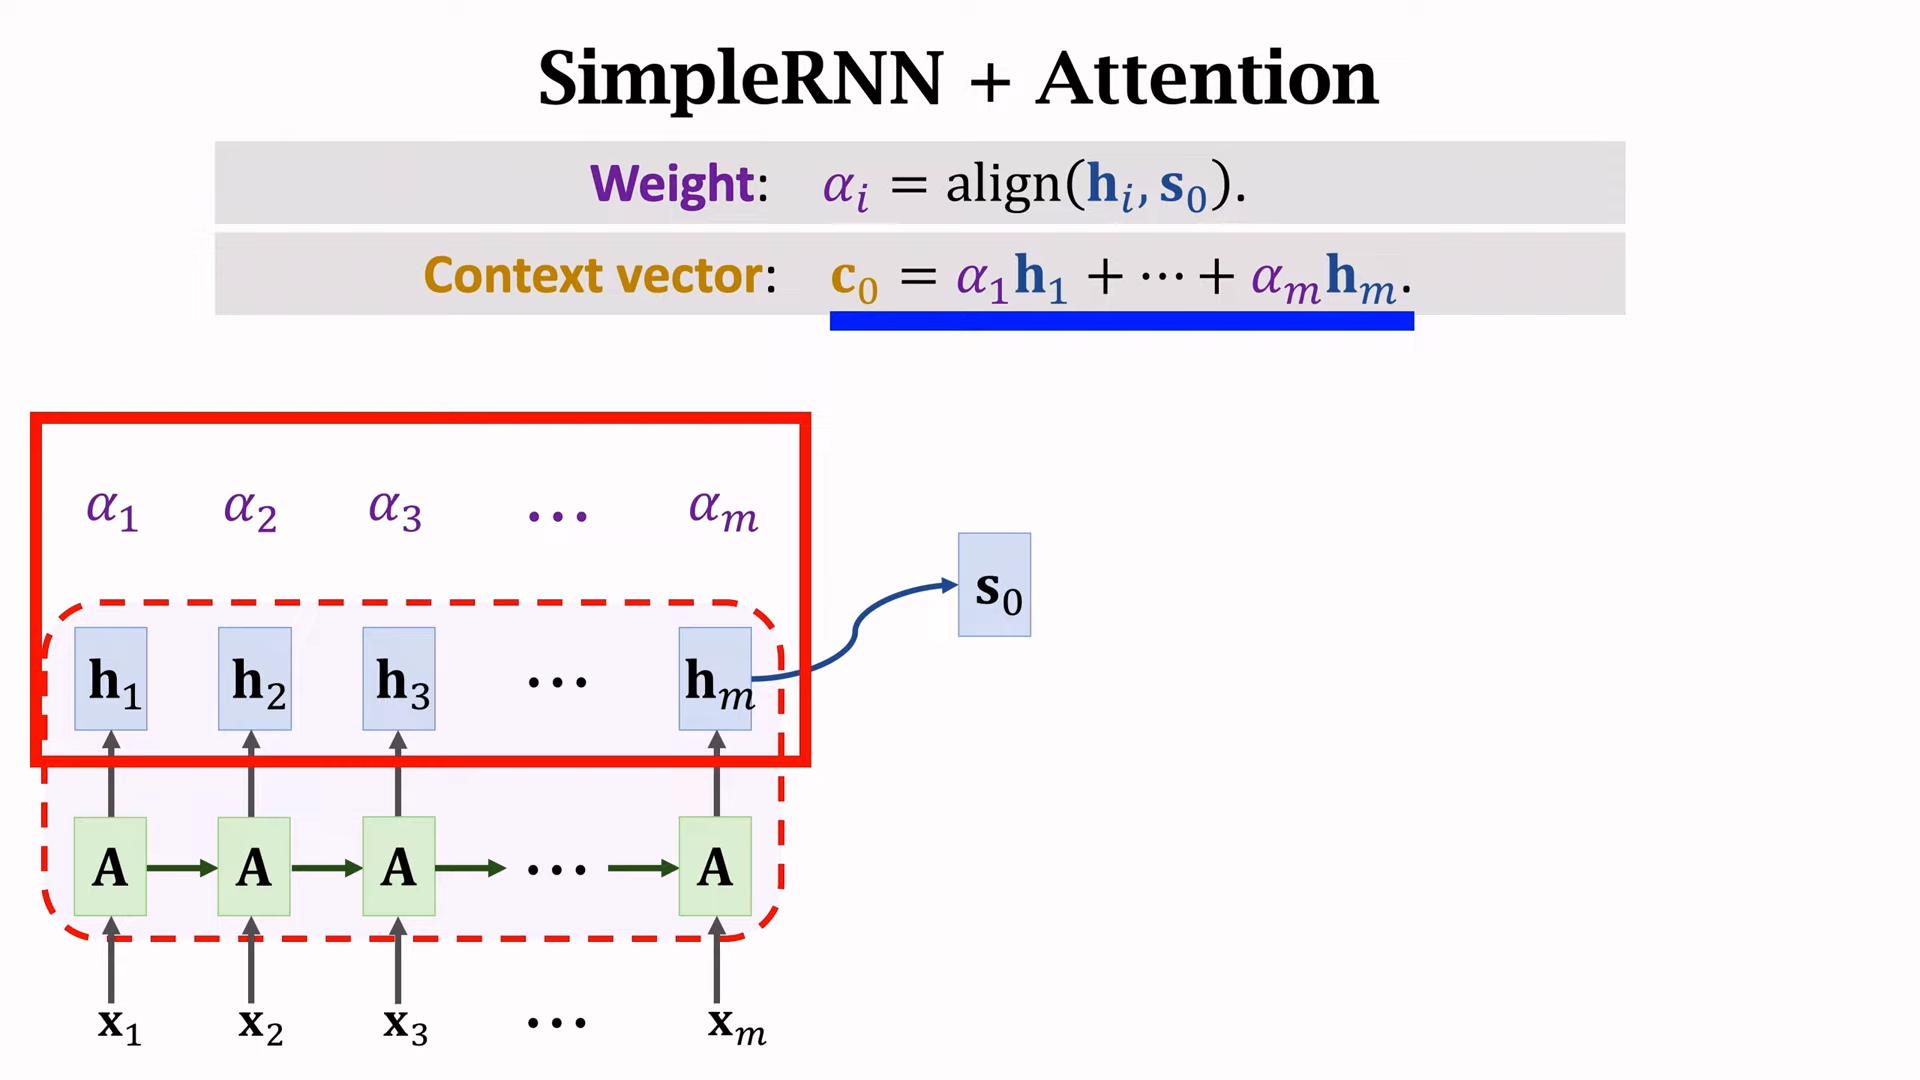 SimpleRNN + Attention
Weight: αᵢ = align(hᵢ, s₀).
Context vector: c₀ = α₁h₁ + ⋯ + αₘhₘ.
α₁ α₂ α₃ ⋯ αₘ
s₀
h₁ h₂ h₃ ⋯ hₘ
A A A ⋯ A
x₁ x₂ x₃ ⋯ xₘ